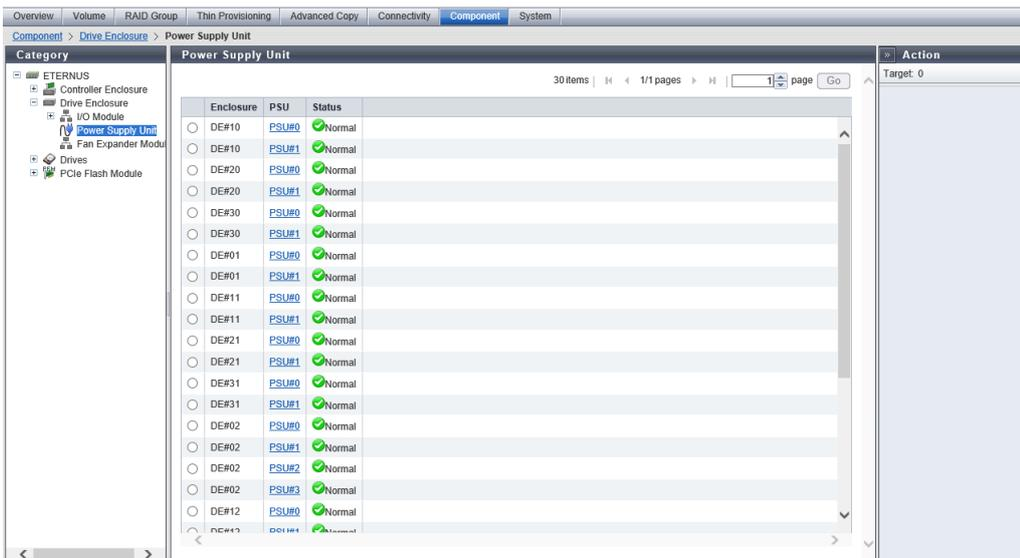 Overview Volume RAID Group Thin Provisioning Advanced Copy Connectivity Component System
Component > Drive Enclosure > Power Supply Unit
Category
ETERNUS
Controller Enclosure
Drive Enclosure
I/O Module
Power Supply Unit
Fan Expander Modu
Drives
PCIe Flash Module
Power Supply Unit
30 items 1/1 pages 1 page Go
Enclosure PSU Status
DE#10 PSU#0 Normal
DE#10 PSU#1 Normal
DE#20 PSU#0 Normal
DE#20 PSU#1 Normal
DE#30 PSU#0 Normal
DE#30 PSU#1 Normal
DE#01 PSU#0 Normal
DE#01 PSU#1 Normal
DE#11 PSU#0 Normal
DE#11 PSU#1 Normal
DE#21 PSU#0 Normal
DE#21 PSU#1 Normal
DE#31 PSU#0 Normal
DE#31 PSU#1 Normal
DE#02 PSU#0 Normal
DE#02 PSU#1 Normal
DE#02 PSU#2 Normal
DE#02 PSU#3 Normal
DE#12 PSU#0 Normal
DE#12 PSU#1 Normal
» Action
Target: 0